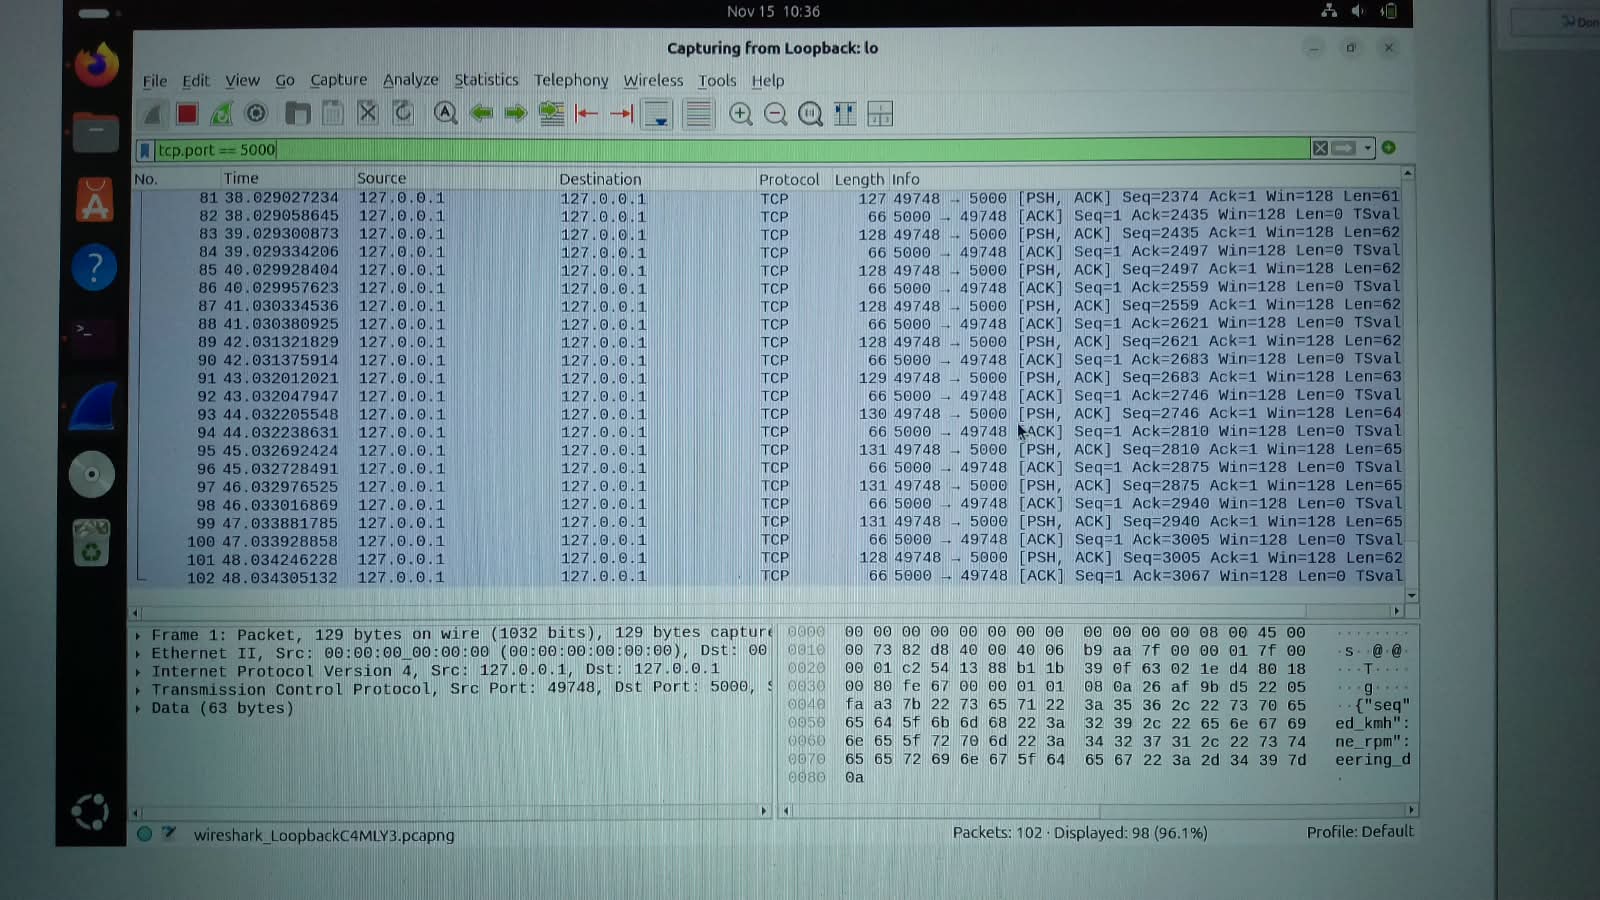 Nov 15 10:36
Don
Capturing from Loopback: lo
File Edit View Go Capture Analyze Statistics Telephony Wireless Tools Help
tcp.port == 5000
No. Time Source Destination Protocol Length Info
81 38.029027234 127.0.0.1 127.0.0.1 TCP 127 49748 → 5000 [PSH, ACK] Seq=2374 Ack=1 Win=128 Len=61
82 38.029058645 127.0.0.1 127.0.0.1 TCP 66 5000 → 49748 [ACK] Seq=1 Ack=2435 Win=128 Len=0 TSval
83 39.029300873 127.0.0.1 127.0.0.1 TCP 128 49748 → 5000 [PSH, ACK] Seq=2435 Ack=1 Win=128 Len=62
84 39.029334206 127.0.0.1 127.0.0.1 TCP 66 5000 → 49748 [ACK] Seq=1 Ack=2497 Win=128 Len=0 TSval
85 40.029928404 127.0.0.1 127.0.0.1 TCP 128 49748 → 5000 [PSH, ACK] Seq=2497 Ack=1 Win=128 Len=62
86 40.029957623 127.0.0.1 127.0.0.1 TCP 66 5000 → 49748 [ACK] Seq=1 Ack=2559 Win=128 Len=0 TSval
87 41.030334536 127.0.0.1 127.0.0.1 TCP 128 49748 → 5000 [PSH, ACK] Seq=2559 Ack=1 Win=128 Len=62
88 41.030380925 127.0.0.1 127.0.0.1 TCP 66 5000 → 49748 [ACK] Seq=1 Ack=2621 Win=128 Len=0 TSval
89 42.031321829 127.0.0.1 127.0.0.1 TCP 128 49748 → 5000 [PSH, ACK] Seq=2621 Ack=1 Win=128 Len=62
90 42.031375914 127.0.0.1 127.0.0.1 TCP 66 5000 → 49748 [ACK] Seq=1 Ack=2683 Win=128 Len=0 TSval
91 43.032012021 127.0.0.1 127.0.0.1 TCP 129 49748 → 5000 [PSH, ACK] Seq=2683 Ack=1 Win=128 Len=63
92 43.032047947 127.0.0.1 127.0.0.1 TCP 66 5000 → 49748 [ACK] Seq=1 Ack=2746 Win=128 Len=0 TSval
93 44.032205548 127.0.0.1 127.0.0.1 TCP 130 49748 → 5000 [PSH, ACK] Seq=2746 Ack=1 Win=128 Len=64
94 44.032238631 127.0.0.1 127.0.0.1 TCP 66 5000 → 49748 [ACK] Seq=1 Ack=2810 Win=128 Len=0 TSval
95 45.032692424 127.0.0.1 127.0.0.1 TCP 131 49748 → 5000 [PSH, ACK] Seq=2810 Ack=1 Win=128 Len=65
96 45.032728491 127.0.0.1 127.0.0.1 TCP 66 5000 → 49748 [ACK] Seq=1 Ack=2875 Win=128 Len=0 TSval
97 46.032976525 127.0.0.1 127.0.0.1 TCP 131 49748 → 5000 [PSH, ACK] Seq=2875 Ack=1 Win=128 Len=65
98 46.033016869 127.0.0.1 127.0.0.1 TCP 66 5000 → 49748 [ACK] Seq=1 Ack=2940 Win=128 Len=0 TSval
99 47.033881785 127.0.0.1 127.0.0.1 TCP 131 49748 → 5000 [PSH, ACK] Seq=2940 Ack=1 Win=128 Len=65
100 47.033928858 127.0.0.1 127.0.0.1 TCP 66 5000 → 49748 [ACK] Seq=1 Ack=3005 Win=128 Len=0 TSval
101 48.034246228 127.0.0.1 127.0.0.1 TCP 128 49748 → 5000 [PSH, ACK] Seq=3005 Ack=1 Win=128 Len=62
102 48.034305132 127.0.0.1 127.0.0.1 TCP 66 5000 → 49748 [ACK] Seq=1 Ack=3067 Win=128 Len=0 TSval
Frame 1: Packet, 129 bytes on wire (1032 bits), 129 bytes capture
Ethernet II, Src: 00:00:00_00:00:00 (00:00:00:00:00:00), Dst: 00
Internet Protocol Version 4, Src: 127.0.0.1, Dst: 127.0.0.1
Transmission Control Protocol, Src Port: 49748, Dst Port: 5000, S
Data (63 bytes)
0000 00 00 00 00 00 00 00 00 00 00 00 00 08 00 45 00 ········
0010 00 73 82 d8 40 00 40 06 b9 aa 7f 00 00 01 7f 00 ·s··@·@·
0020 00 01 c2 54 13 88 b1 1b 39 0f 63 02 1e d4 80 18 ···T····
0030 00 80 fe 67 00 00 01 01 08 0a 26 af 9b d5 22 05 ···g····
0040 fa a3 7b 22 73 65 71 22 3a 35 36 2c 22 73 70 65 ··{"seq"
0050 65 64 5f 6b 6d 68 22 3a 32 39 2c 22 65 6e 67 69 ed_kmh":
0060 6e 65 5f 72 70 6d 22 3a 34 32 37 31 2c 22 73 74 ne_rpm":
0070 65 65 72 69 6e 67 5f 64 65 67 22 3a 2d 34 39 7d eering_d
0080 0a ·
wireshark_LoopbackC4MLY3.pcapng
Packets: 102 · Displayed: 98 (96.1%)
Profile: Default